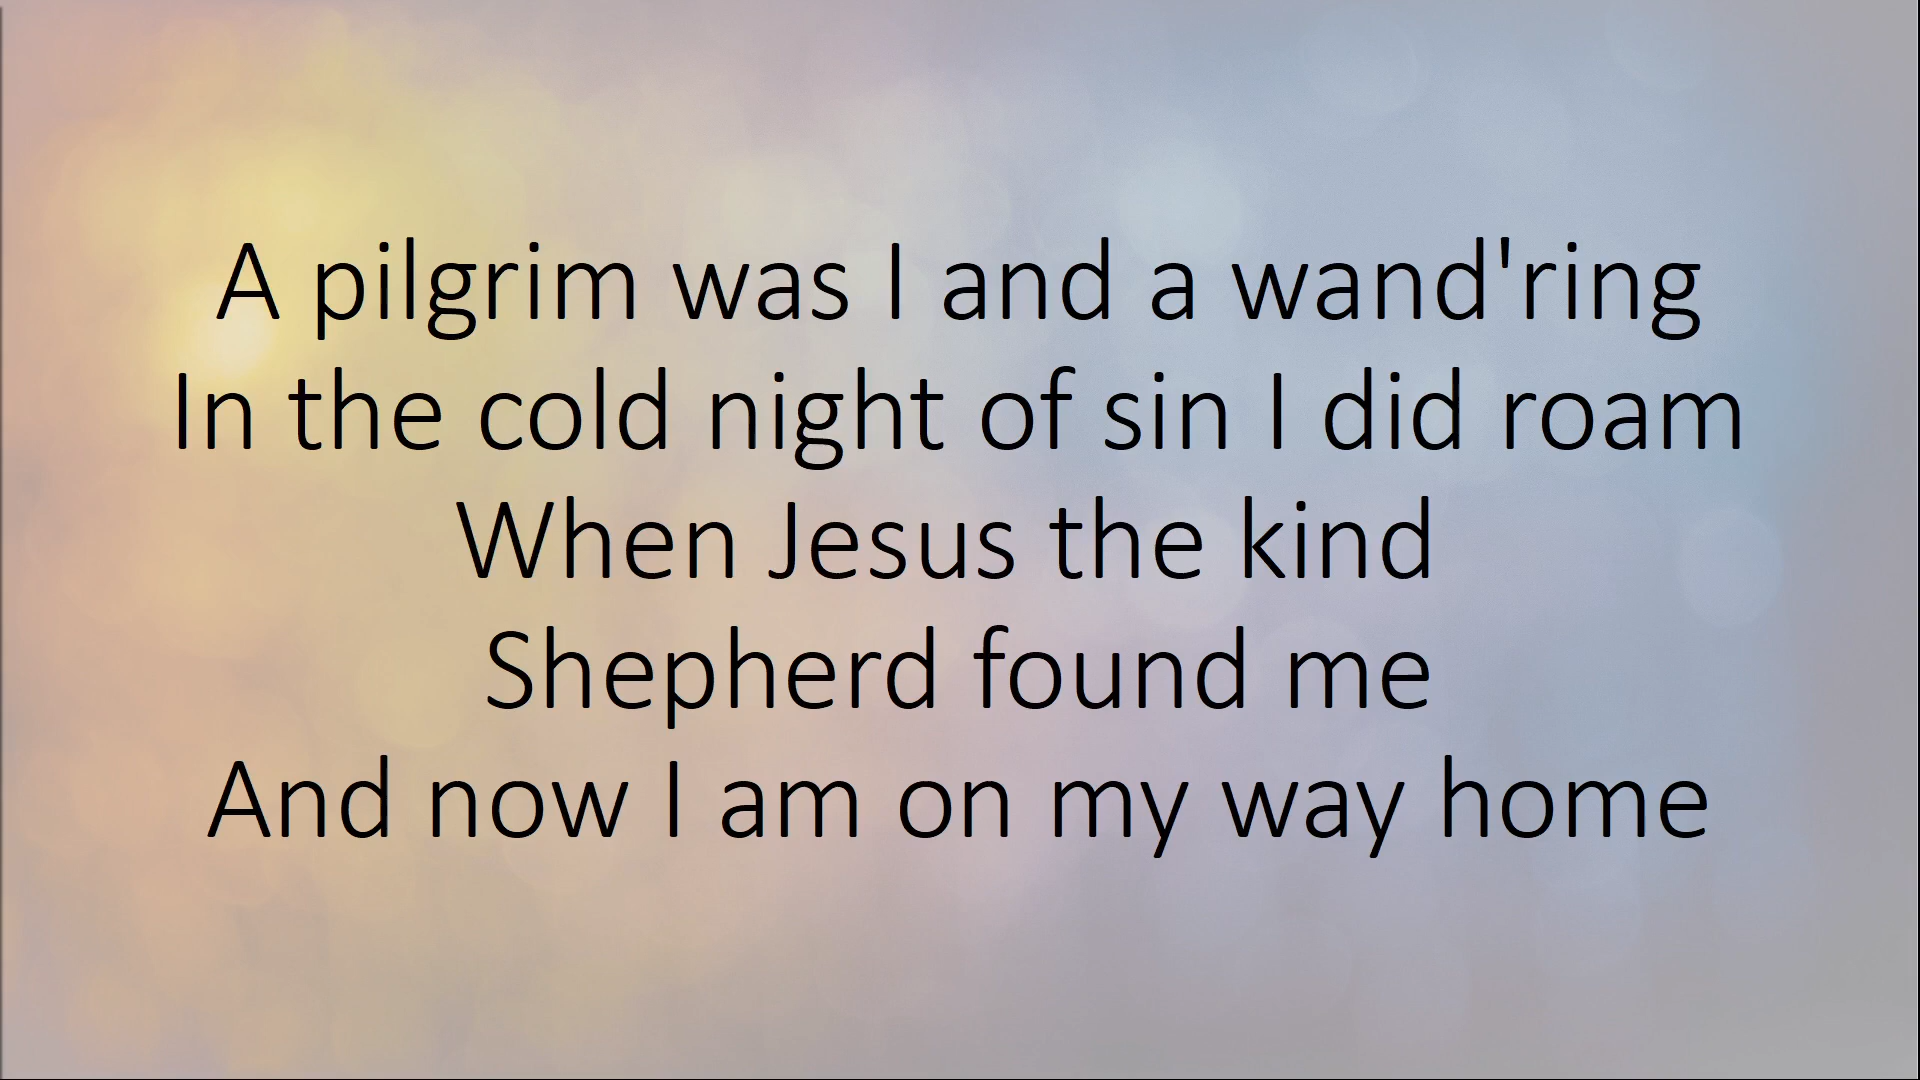 A pilgrim was I and a wand'ring
In the cold night of sin I did roam
When Jesus the kind
Shepherd found me
And now I am on my way home